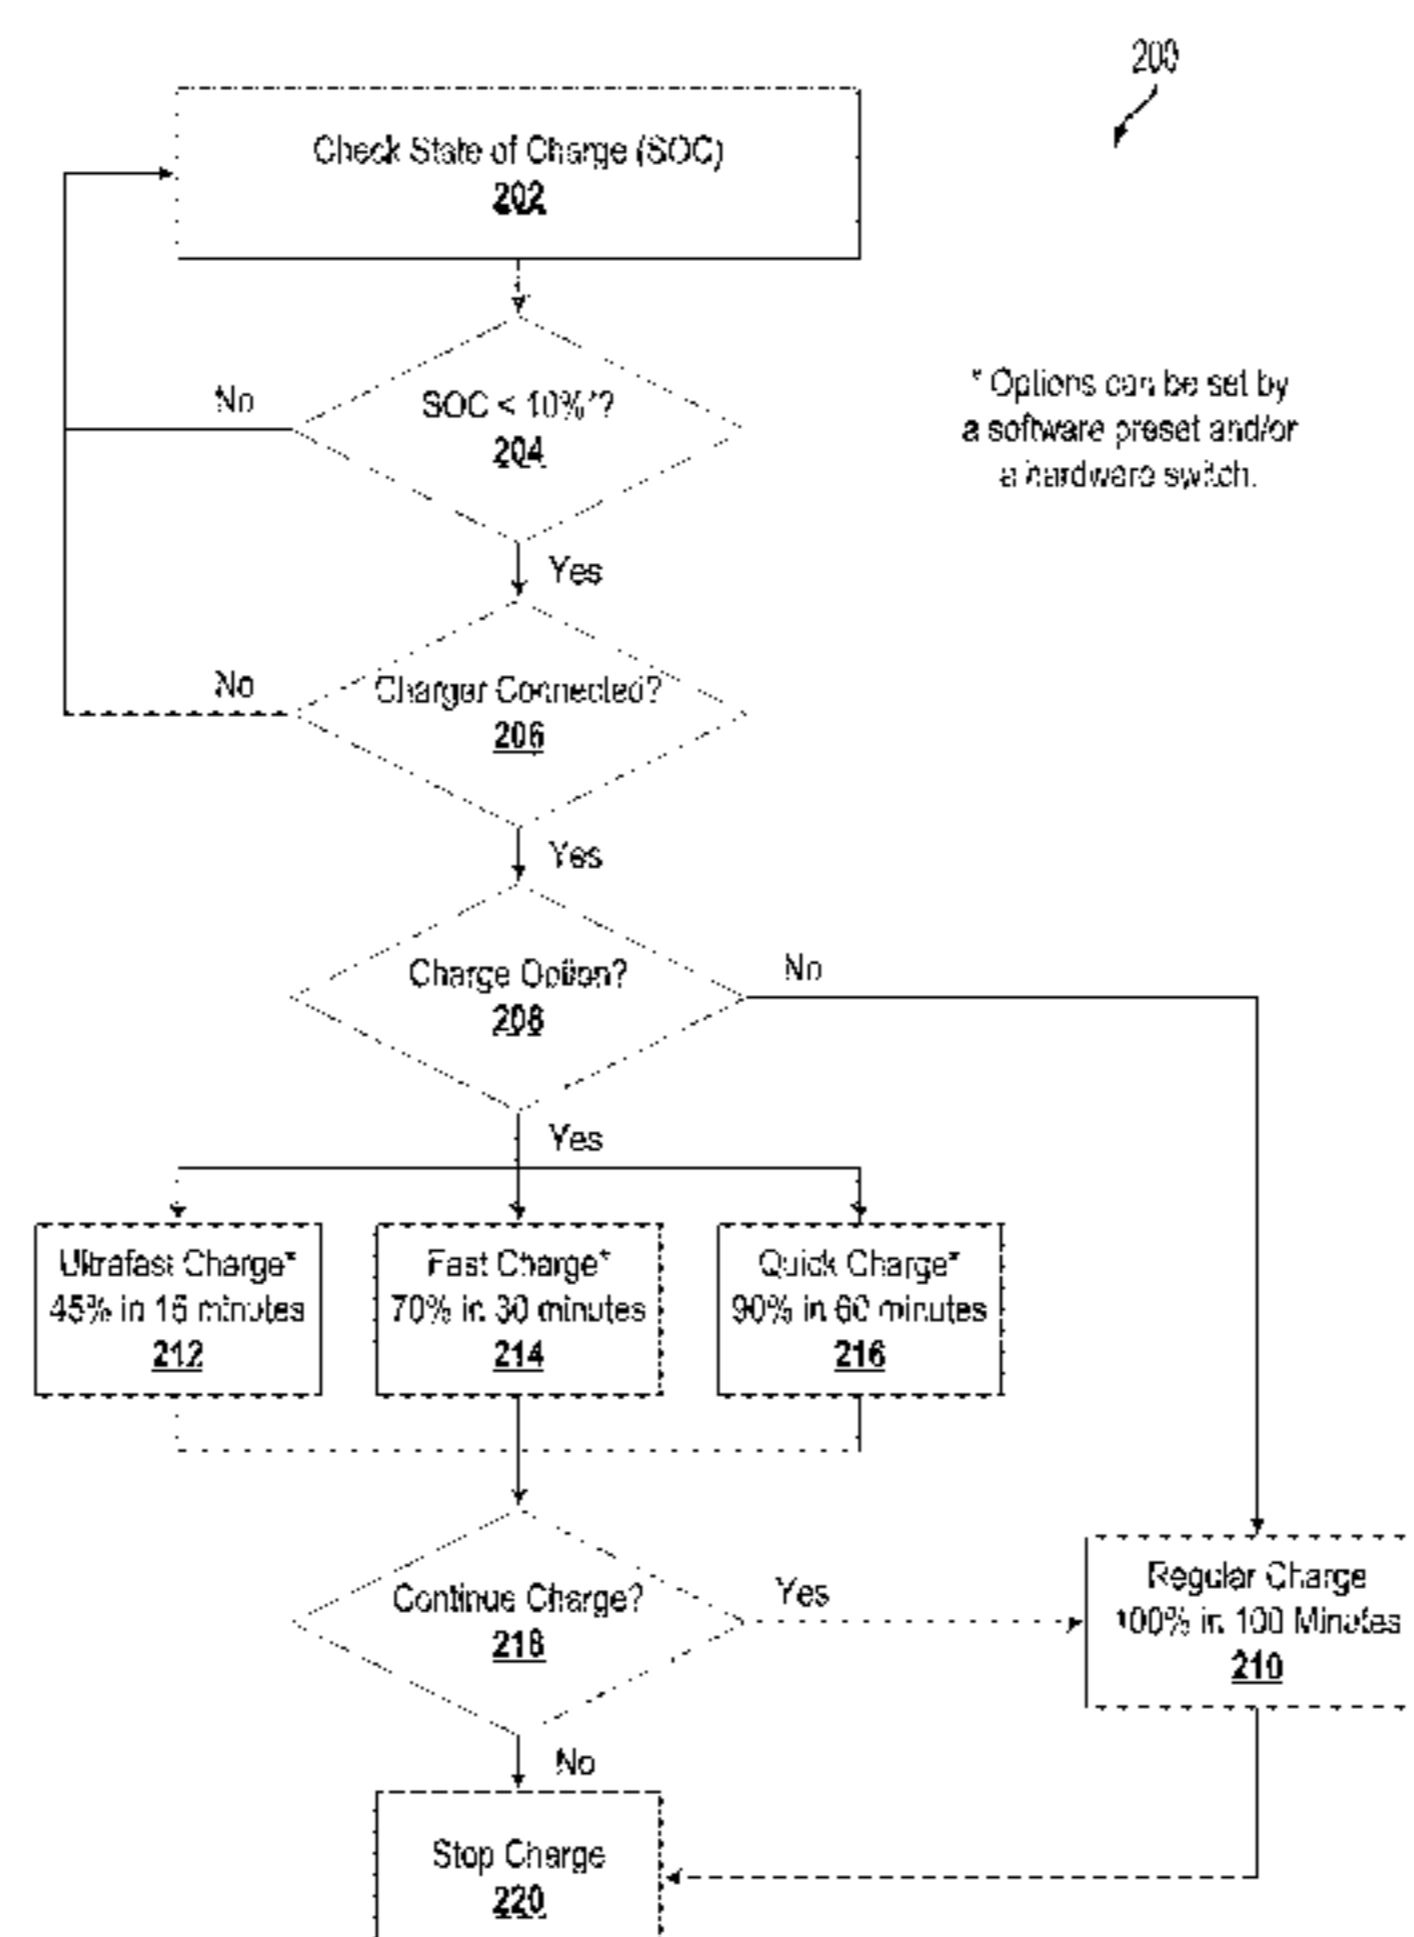 200
Check State of Charge (SOC)
202
* Options can be set by
a software preset and/or
a hardware switch.
No
SOC < 10%*?
204
Yes
No
Charger Connected?
206
Yes
Charge Option?
208
No
Yes
Ultrafast Charge*
45% in 15 minutes
212
Fast Charge*
70% in 30 minutes
214
Quick Charge*
90% in 60 minutes
216
Continue Charge?
218
Yes
Regular Charge
100% in 100 Minutes
210
No
Stop Charge
220